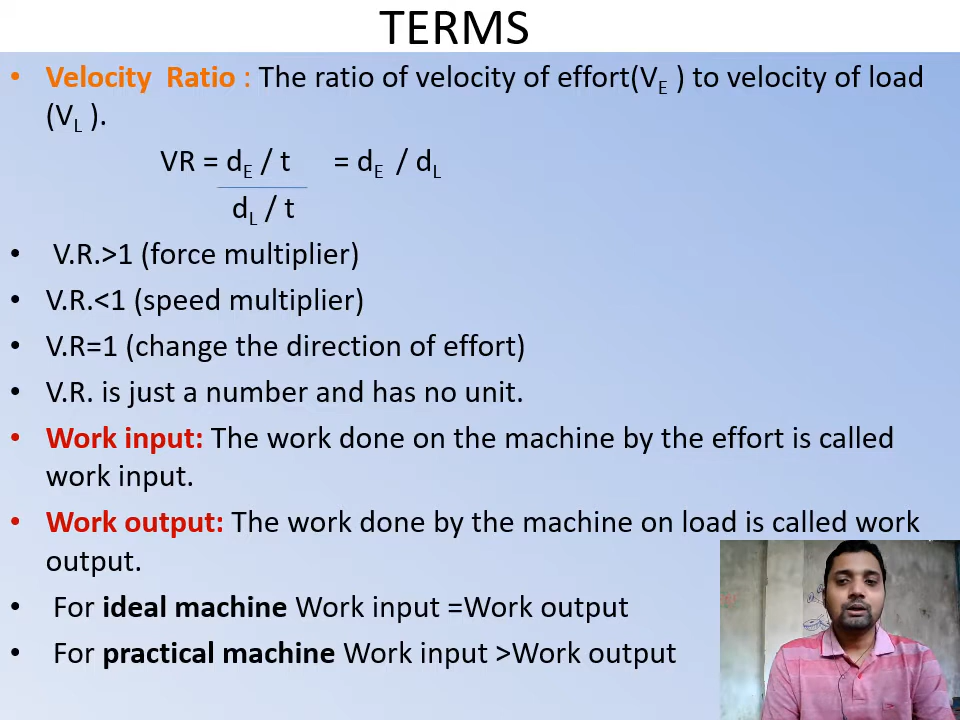 TERMS
• Velocity Ratio : The ratio of velocity of effort(VE ) to velocity of load
(VL ).
VR = dE / t = dE / dL
dL / t
• V.R.>1 (force multiplier)
• V.R.<1 (speed multiplier)
• V.R=1 (change the direction of effort)
• V.R. is just a number and has no unit.
• Work input: The work done on the machine by the effort is called
work input.
• Work output: The work done by the machine on load is called work
output.
• For ideal machine Work input =Work output
• For practical machine Work input >Work output